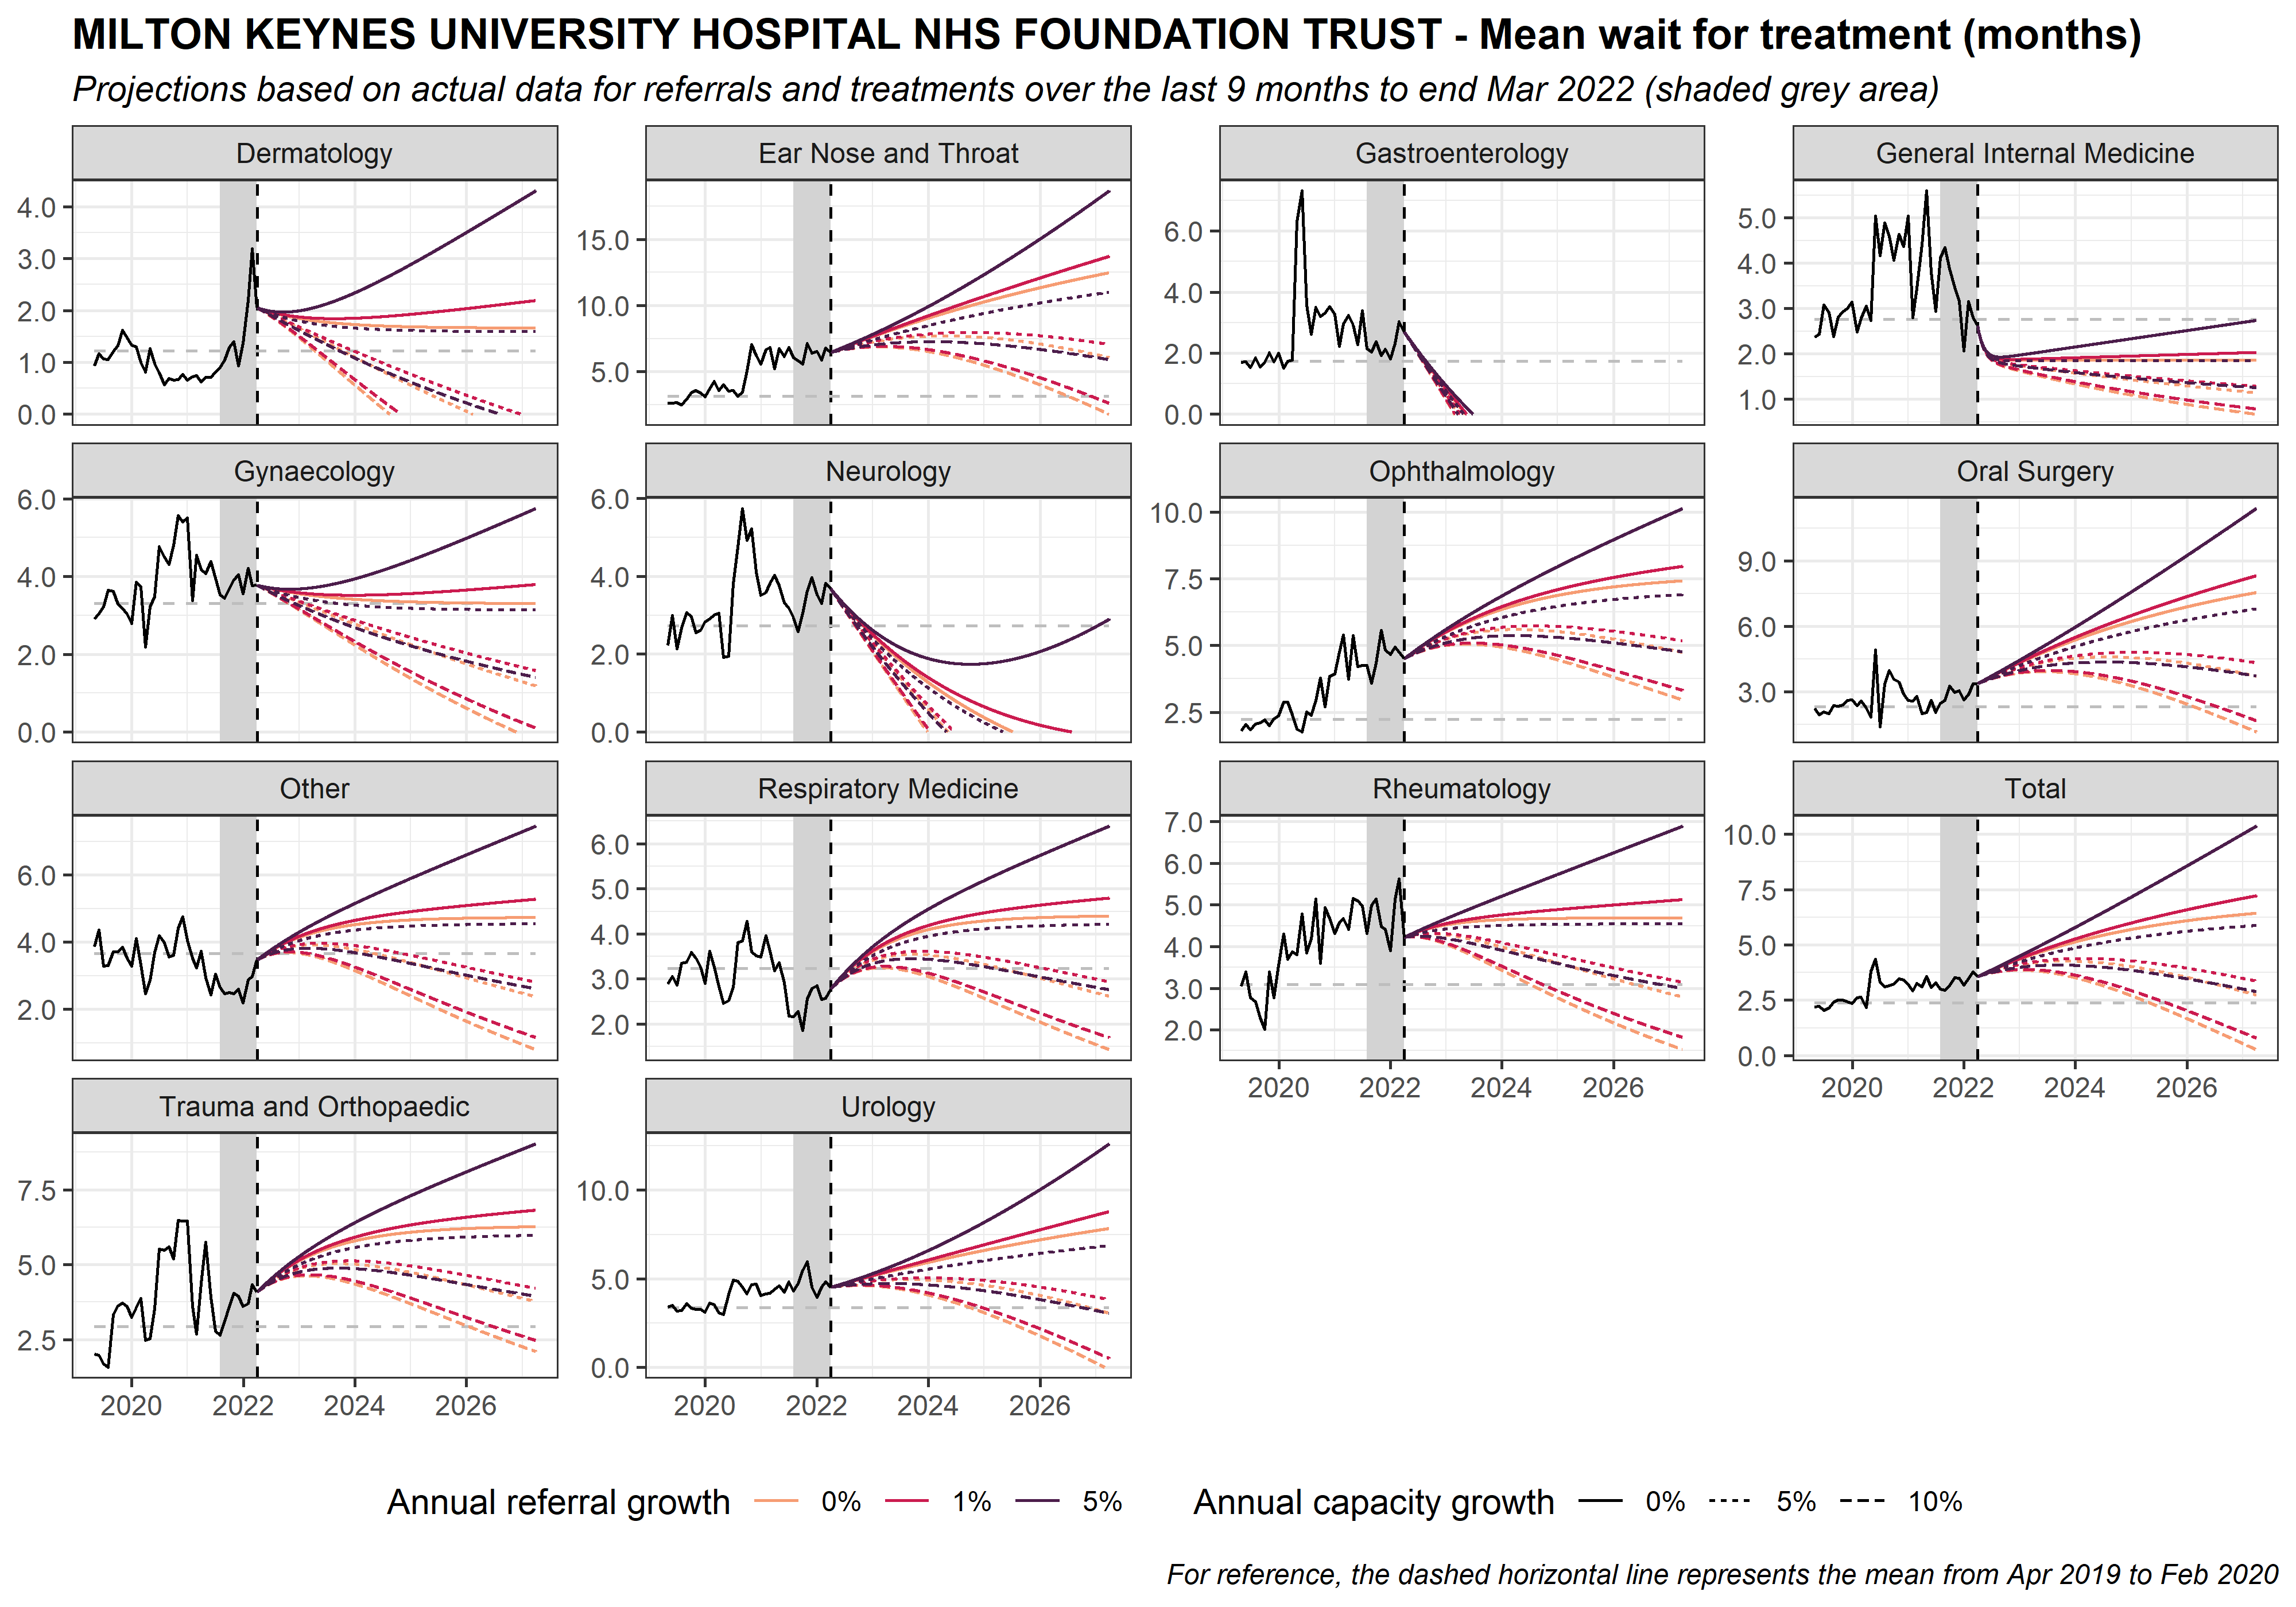 MILTON KEYNES UNIVERSITY HOSPITAL NHS FOUNDATION TRUST - Mean wait for treatment (months)
Projections based on actual data for referrals and treatments over the last 9 months to end Mar 2022 (shaded grey area)
Dermatology
4.0
3.0
2.0
1.0
0.0
Ear Nose and Throat
15.0
10.0
5.0
Gastroenterology
6.0
4.0
2.0
0.0
General Internal Medicine
5.0
4.0
3.0
2.0
1.0
Gynaecology
6.0
4.0
2.0
0.0
Neurology
6.0
4.0
2.0
0.0
Ophthalmology
10.0
7.5
5.0
2.5
Oral Surgery
9.0
6.0
3.0
Other
6.0
4.0
2.0
Respiratory Medicine
6.0
5.0
4.0
3.0
2.0
Rheumatology
7.0
6.0
5.0
4.0
3.0
2.0
2020 2022 2024 2026
Total
10.0
7.5
5.0
2.5
0.0
2020 2022 2024 2026
Trauma and Orthopaedic
7.5
5.0
2.5
2020 2022 2024 2026
Urology
10.0
5.0
0.0
2020 2022 2024 2026
Annual referral growth 0% 1% 5%
Annual capacity growth 0% 5% 10%
For reference, the dashed horizontal line represents the mean from Apr 2019 to Feb 2020